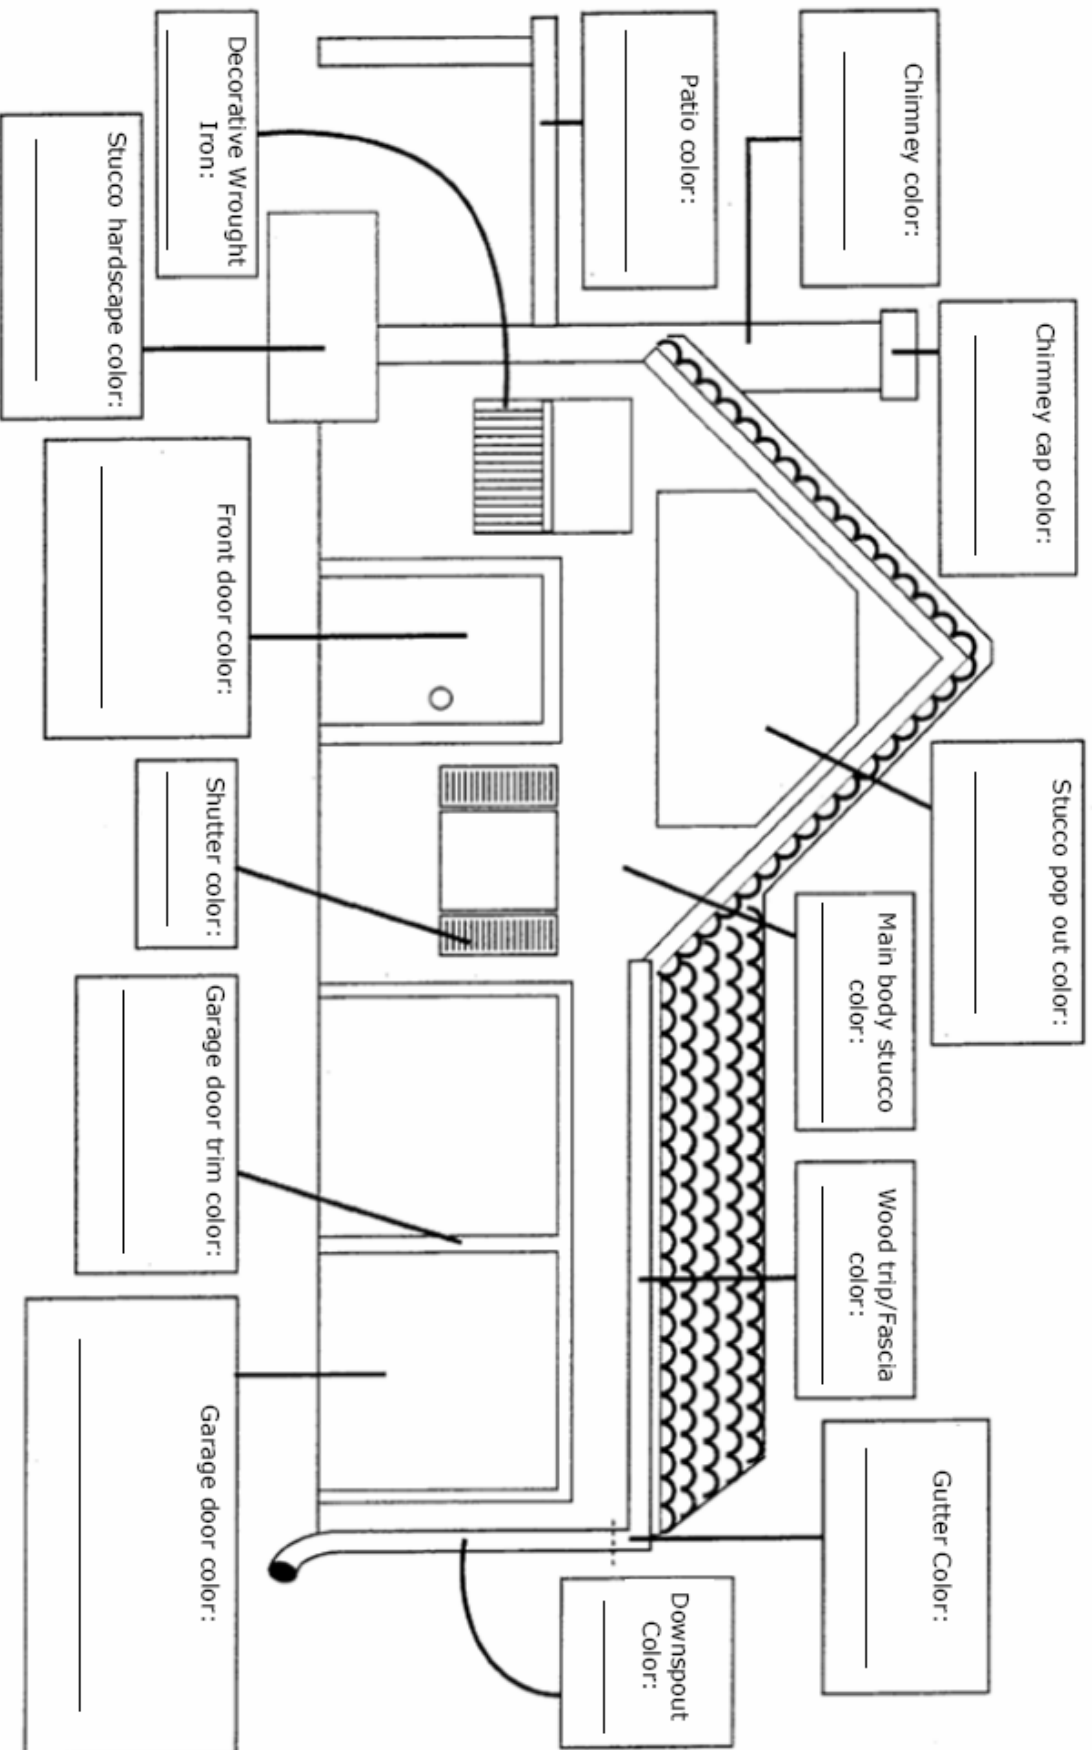 Chimney color:
Chimney cap color:
Stucco pop out color:
Main body stucco
color:
Wood trip/Fascia
color:
Gutter Color:
Patio color:
Downspout
Color:
Decorative Wrought
Iron:
Stucco hardscape color:
Front door color:
Shutter color:
Garage door trim color:
Garage door color: